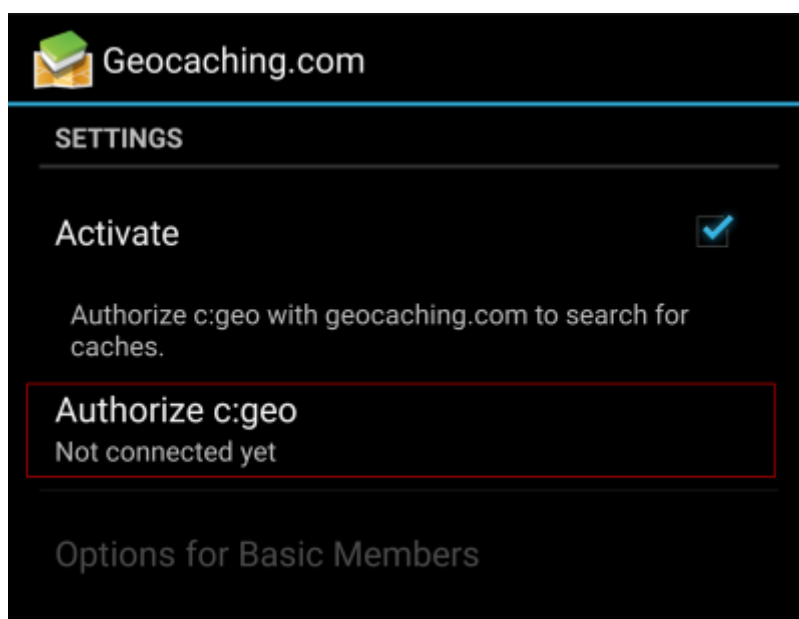 Geocaching.com
SETTINGS
Activate
Authorize c:geo with geocaching.com to search for
caches.
Authorize c:geo
Not connected yet
Options for Basic Members